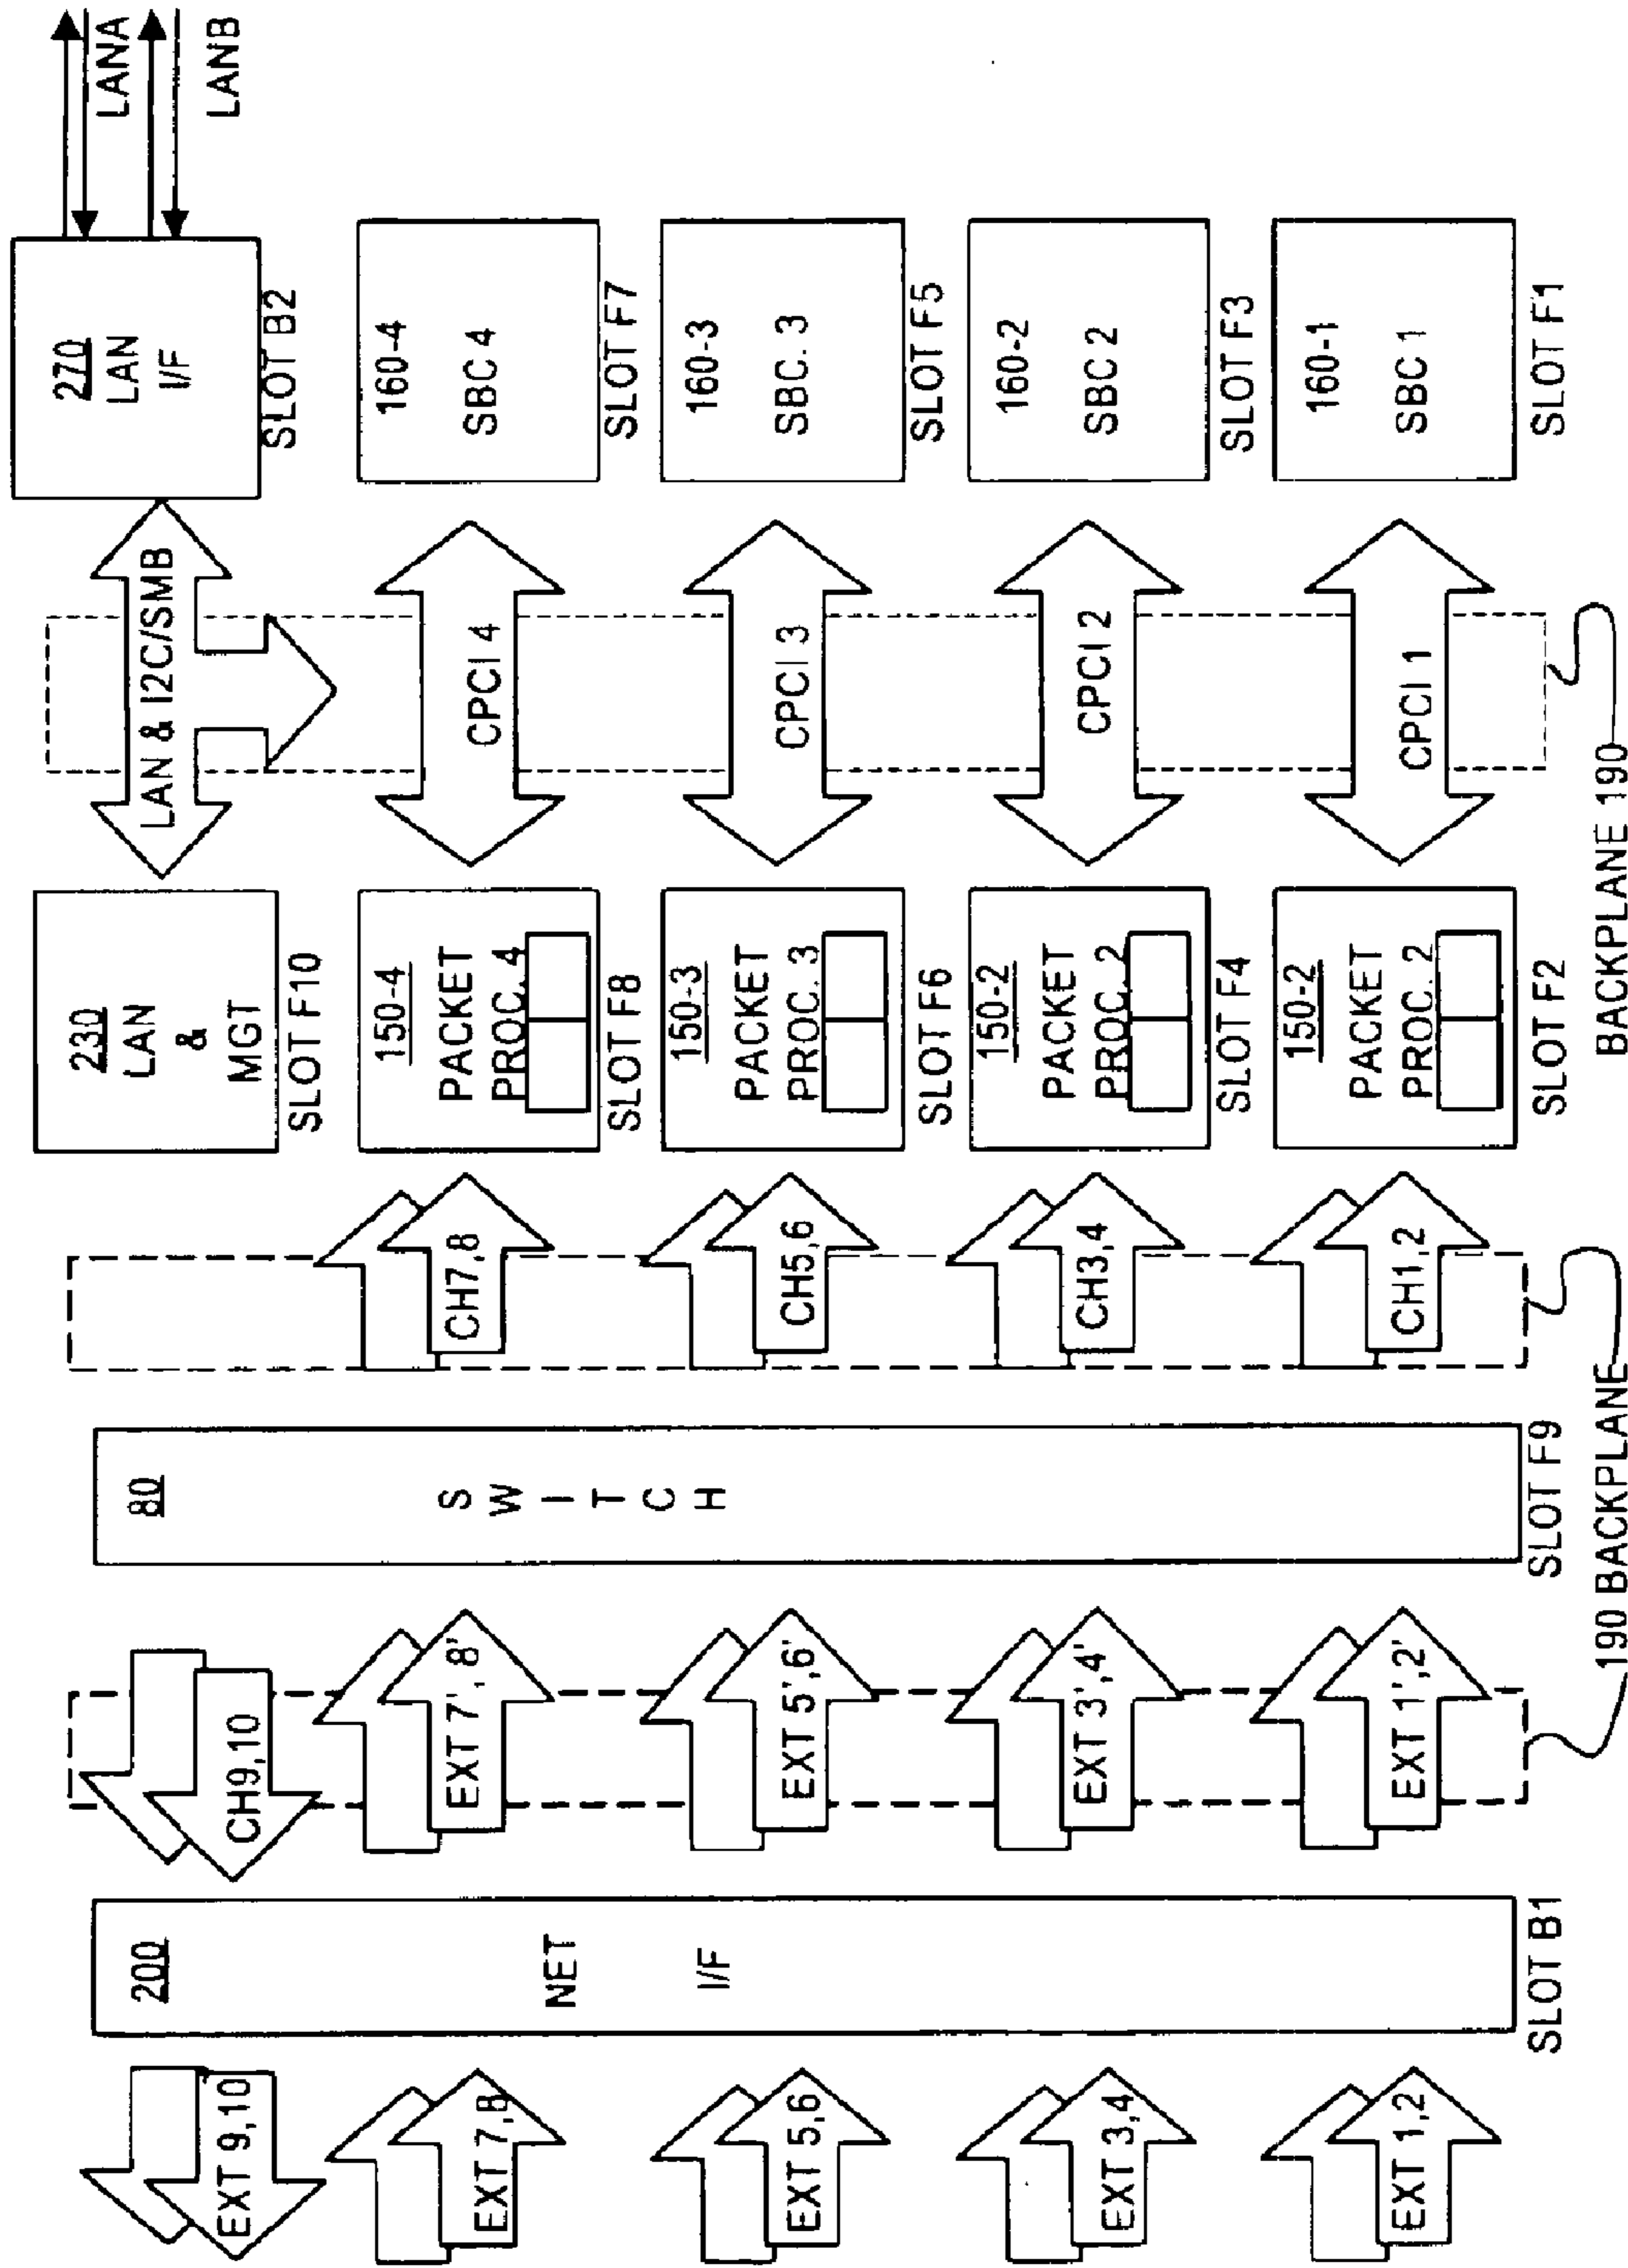 EXT 9,10
EXT 7,8
EXT 5,6
EXT 3,4
EXT 1,2
200
NET
I/F
SLOT B1
CH9,10
EXT 7', 8'
EXT 5',6'
EXT 3',4'
EXT 1',2'
190 BACKPLANE
80
SWITCH
SLOT F9
CH7,8
CH5,6
CH3,4
CH1,2
230
LAN
&
MGT
SLOT F10
150-4
PACKET
PROC. 4
SLOT F8
150-3
PACKET
PROC. 3
SLOT F6
150-2
PACKET
PROC. 2
SLOT F4
150-2
PACKET
PROC. 2
SLOT F2
LAN & I2C/SMB
CPCI 4
CPCI 3
CPCI 2
CPCI 1
BACKPLANE 190
270
LAN
I/F
SLOT B2
160-4
SBC 4
SLOT F7
160-3
SBC. 3
SLOT F5
160-2
SBC 2
SLOT F3
160-1
SBC 1
SLOT F1
LANA
LANB